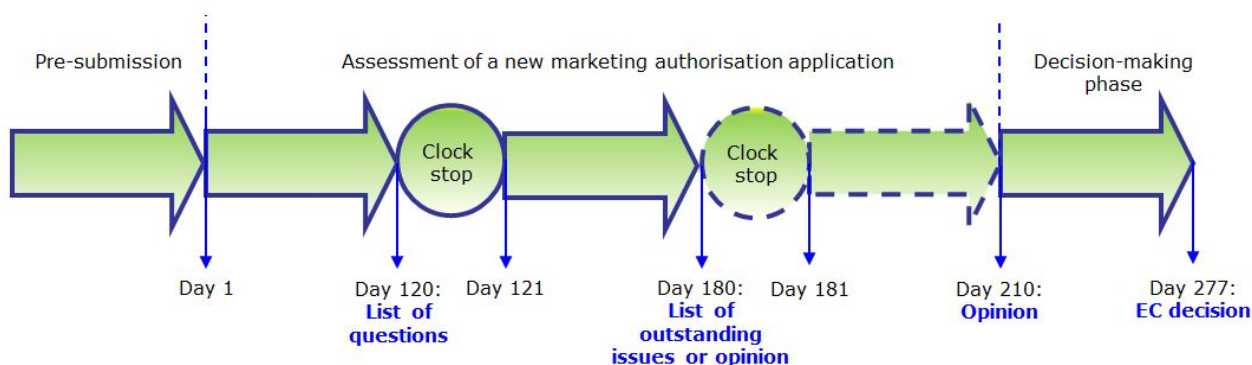 Pre-submission
Assessment of a new marketing authorisation application
Decision-making
phase
Clock
stop
Clock
stop
Day 1
Day 120:
List of
questions
Day 121
Day 180:
List of
outstanding
issues or opinion
Day 181
Day 210:
Opinion
Day 277:
EC decision